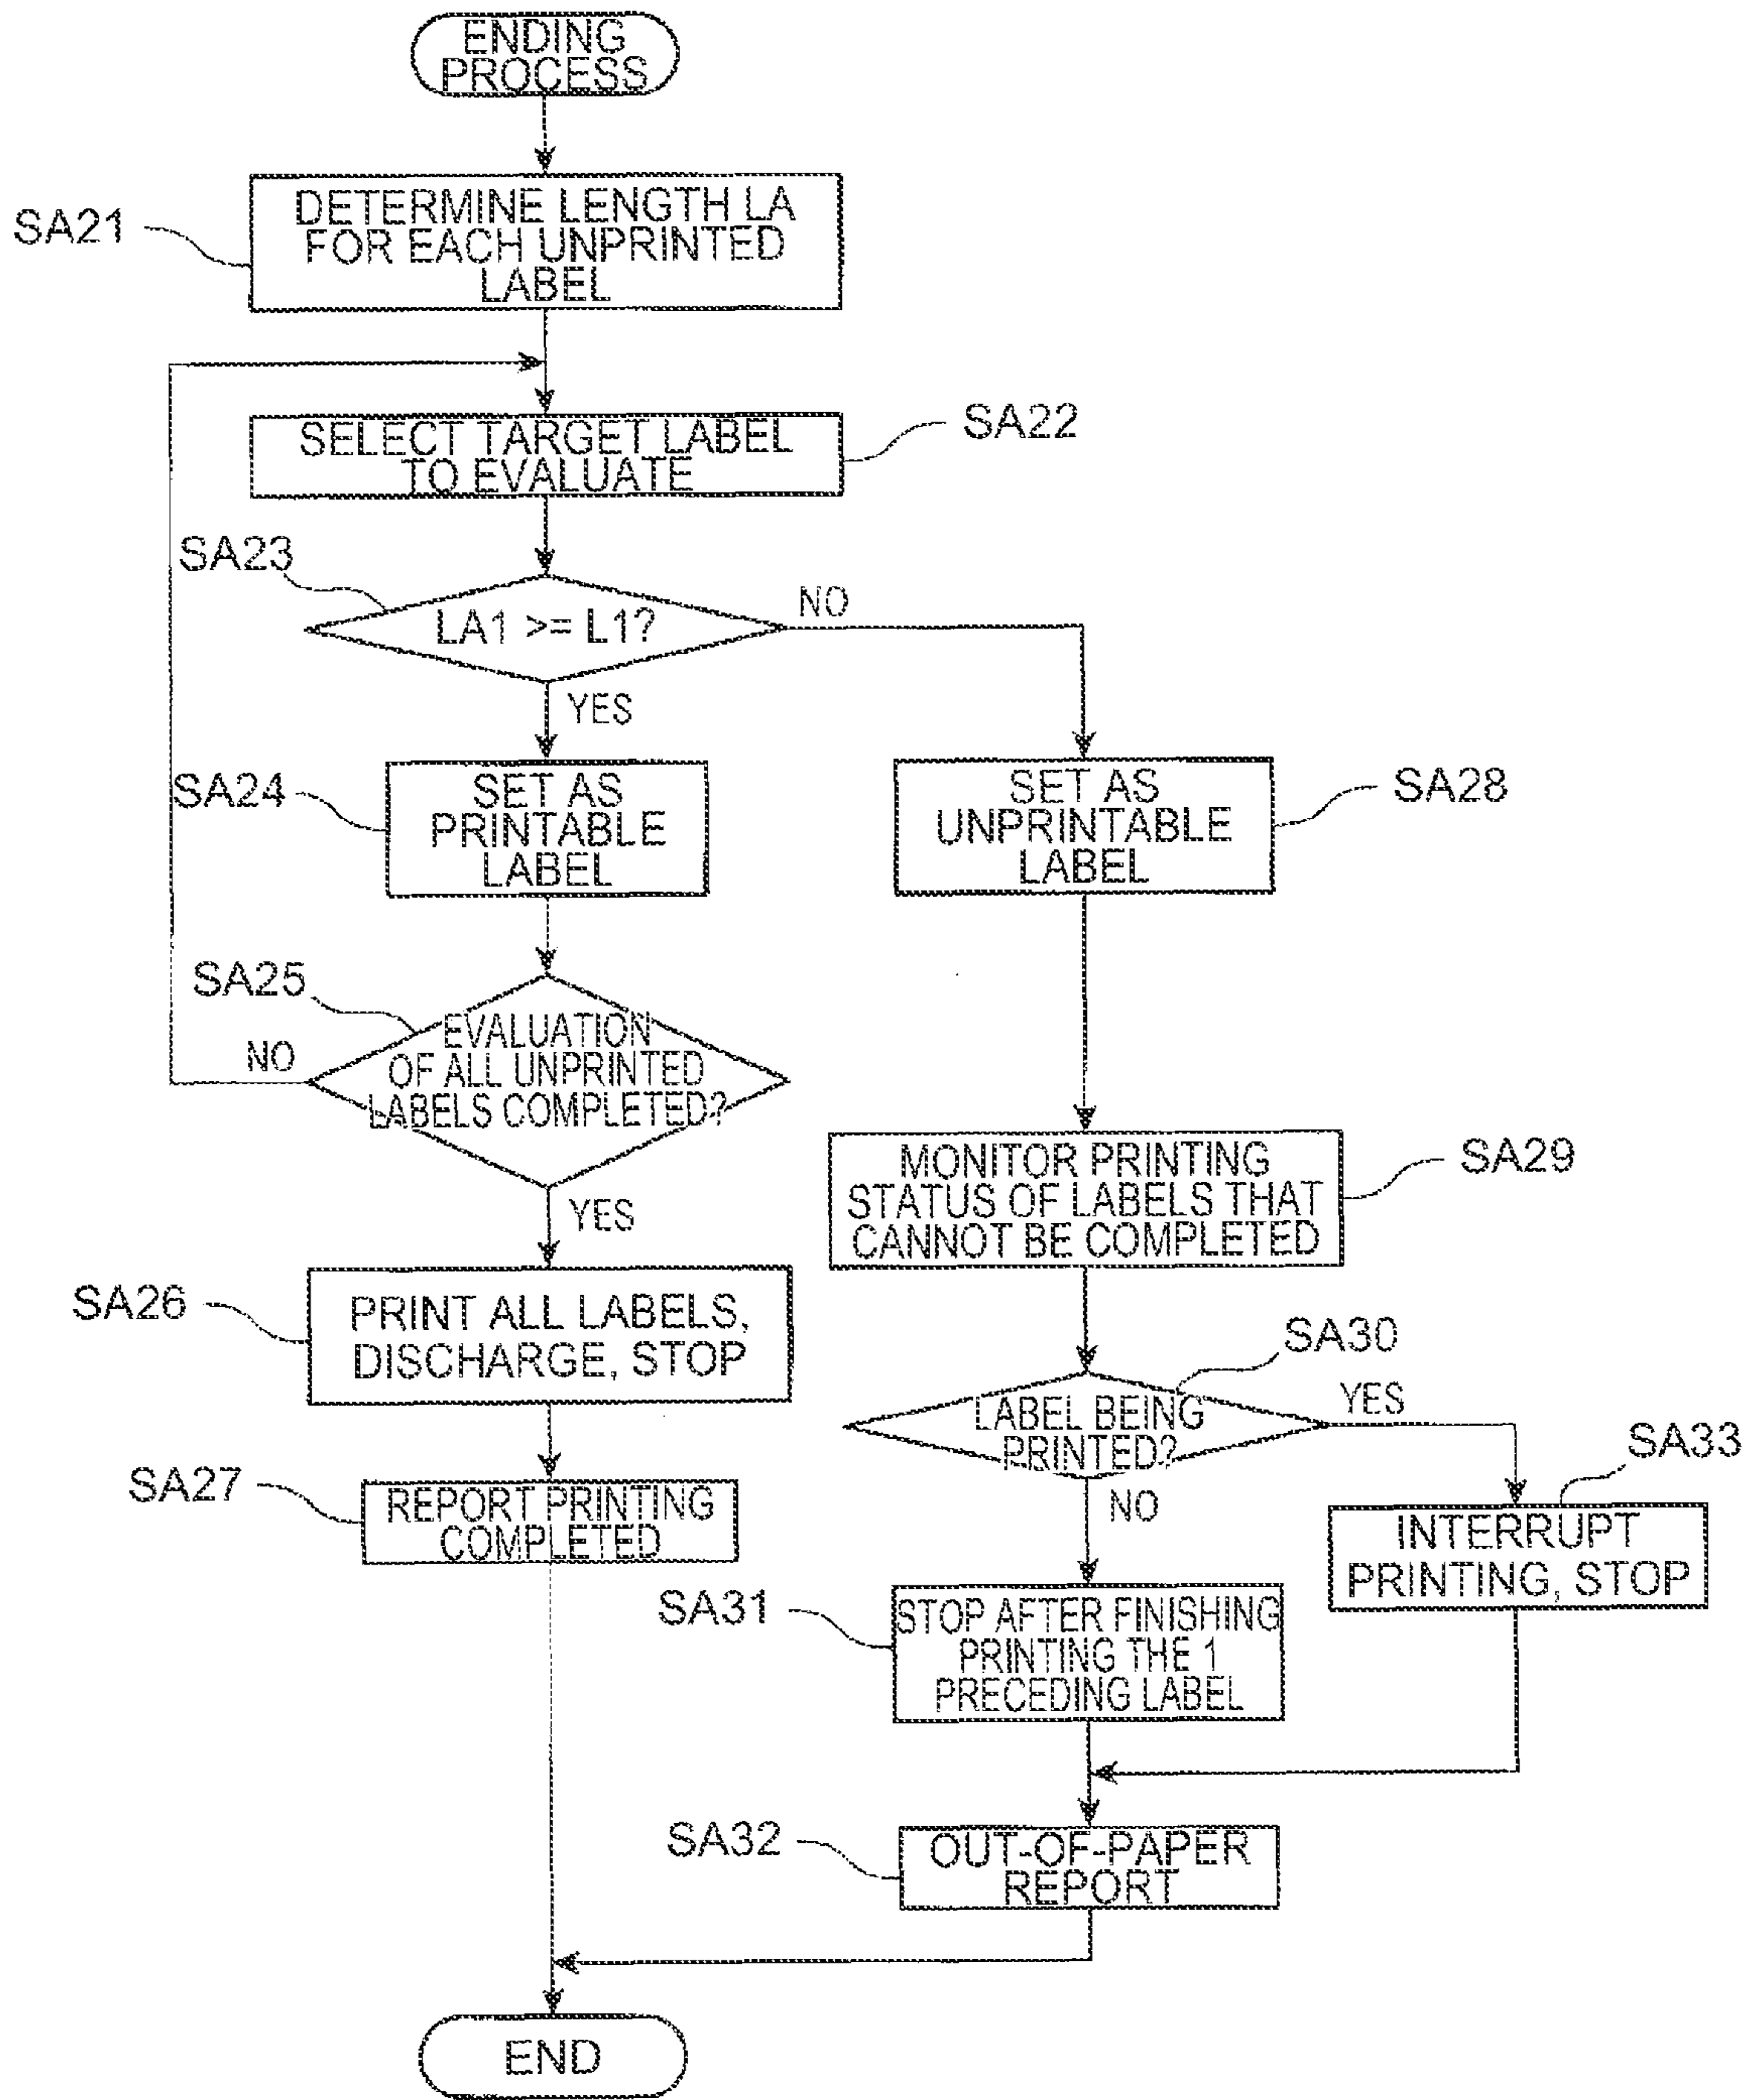 ENDING
PROCESS
SA21
DETERMINE LENGTH LA
FOR EACH UNPRINTED
LABEL
SELECT TARGET LABEL
TO EVALUATE
SA22
SA23
LA1 >= L1?
NO
YES
SA24
SET AS
PRINTABLE
LABEL
SET AS
UNPRINTABLE
LABEL
SA28
SA25
EVALUATION
OF ALL UNPRINTED
LABELS COMPLETED?
NO
YES
MONITOR PRINTING
STATUS OF LABELS THAT
CANNOT BE COMPLETED
SA29
SA26
PRINT ALL LABELS,
DISCHARGE, STOP
SA30
LABEL BEING
PRINTED?
YES
NO
SA27
REPORT PRINTING
COMPLETED
SA33
INTERRUPT
PRINTING, STOP
SA31
STOP AFTER FINISHING
PRINTING THE 1
PRECEDING LABEL
SA32
OUT-OF-PAPER
REPORT
END